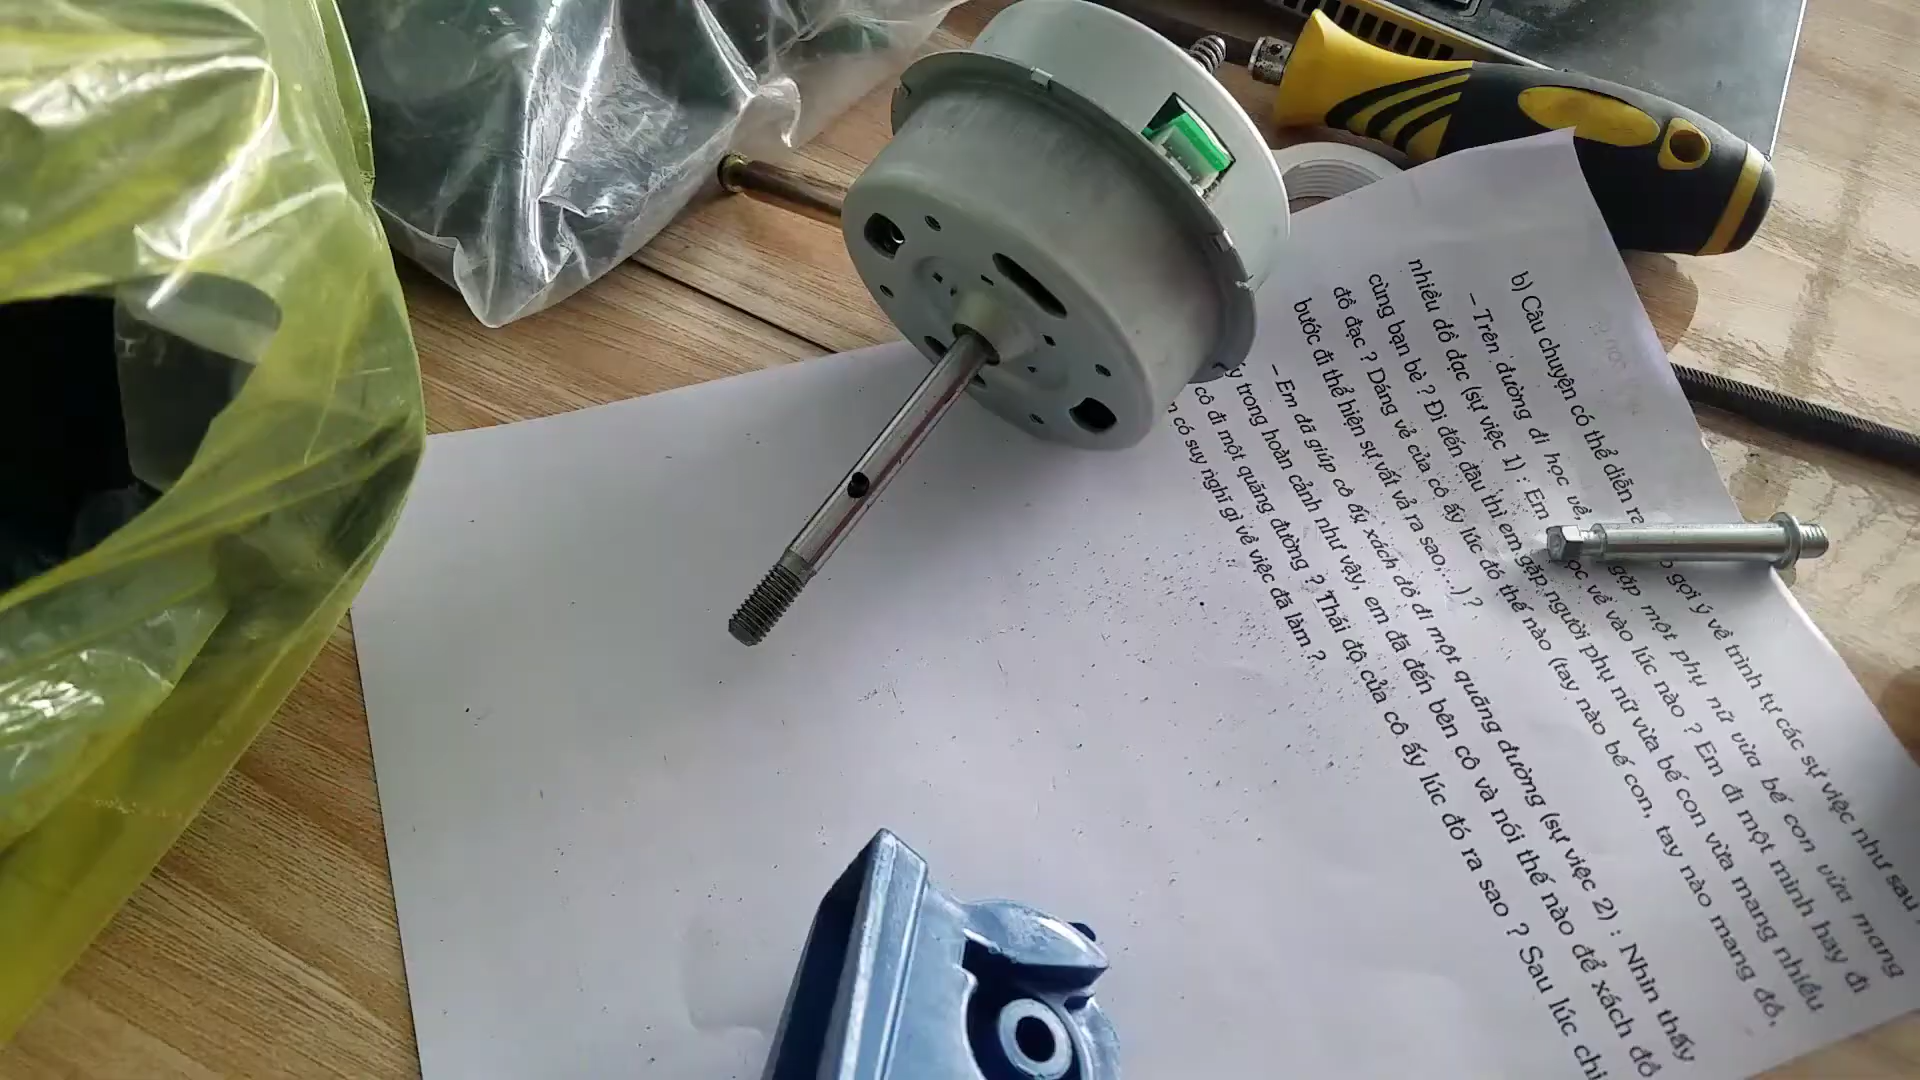 b) Câu chuyện có thể diễn ra gợi ý về trình tự các sự việc như sau
– Trên đường đi học về, gặp một phụ nữ vừa bế con vừa mang
nhiều đồ đạc (sự việc 1) : Em học về vào lúc nào ? Em đi một mình hay đi
cùng bạn bè ? Đi đến đâu thì em gặp người phụ nữ vừa bế con vừa mang nhiều
đồ đạc ? Dáng vẻ của cô ấy lúc đó thế nào (tay nào bế con, tay nào mang đồ,
bước đi thể hiện sự vất vả ra sao,...) ?
– Em đã giúp cô ấy xách đồ đi một quãng đường (sự việc 2) : Nhìn thấy
trong hoàn cảnh như vậy, em đã đến bên cô và nói thế nào để xách đồ
cô đi một quãng đường ? Thái độ của cô ấy lúc đó ra sao ? Sau lúc
có suy nghĩ gì về việc đã làm ?